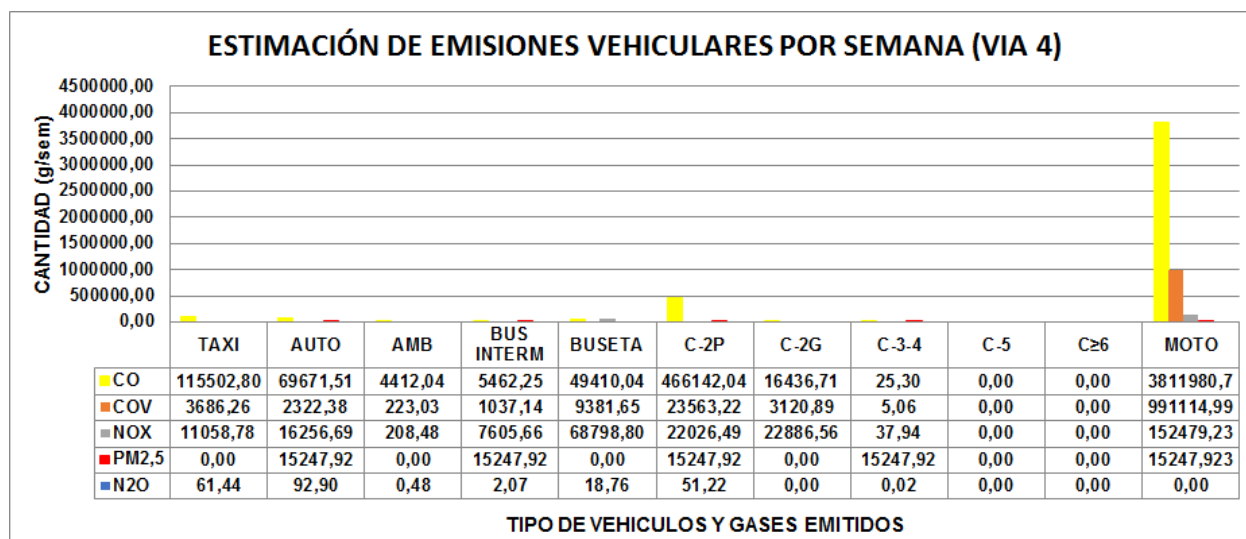 ESTIMACIÓN DE EMISIONES VEHICULARES POR SEMANA (VIA 4)
CANTIDAD (g/sem)
4500000,00
4000000,00
3500000,00
3000000,00
2500000,00
2000000,00
1500000,00
1000000,00
500000,00
0,00
TAXI AUTO AMB BUS INTERM BUSETA C-2P C-2G C-3-4 C-5 C≥6 MOTO
CO 115502,80 69671,51 4412,04 5462,25 49410,04 466142,04 16436,71 25,30 0,00 0,00 3811980,7
COV 3686,26 2322,38 223,03 1037,14 9381,65 23563,22 3120,89 5,06 0,00 0,00 991114,99
NOX 11058,78 16256,69 208,48 7605,66 68798,80 22026,49 22886,56 37,94 0,00 0,00 152479,23
PM2,5 0,00 15247,92 0,00 15247,92 0,00 15247,92 0,00 15247,92 0,00 0,00 15247,923
N2O 61,44 92,90 0,48 2,07 18,76 51,22 0,00 0,02 0,00 0,00 0,00
TIPO DE VEHICULOS Y GASES EMITIDOS